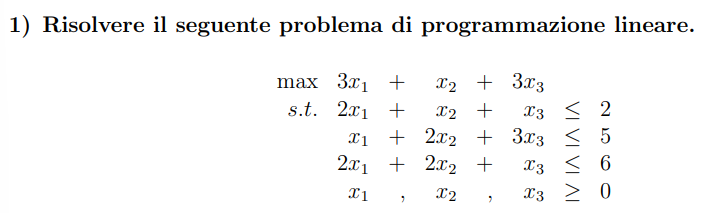 1) Risolvere il seguente problema di programmazione lineare.
max 3x₁ + x₂ + 3x₃
s.t. 2x₁ + x₂ + x₃ ≤ 2
x₁ + 2x₂ + 3x₃ ≤ 5
2x₁ + 2x₂ + x₃ ≤ 6
x₁ , x₂ , x₃ ≥ 0